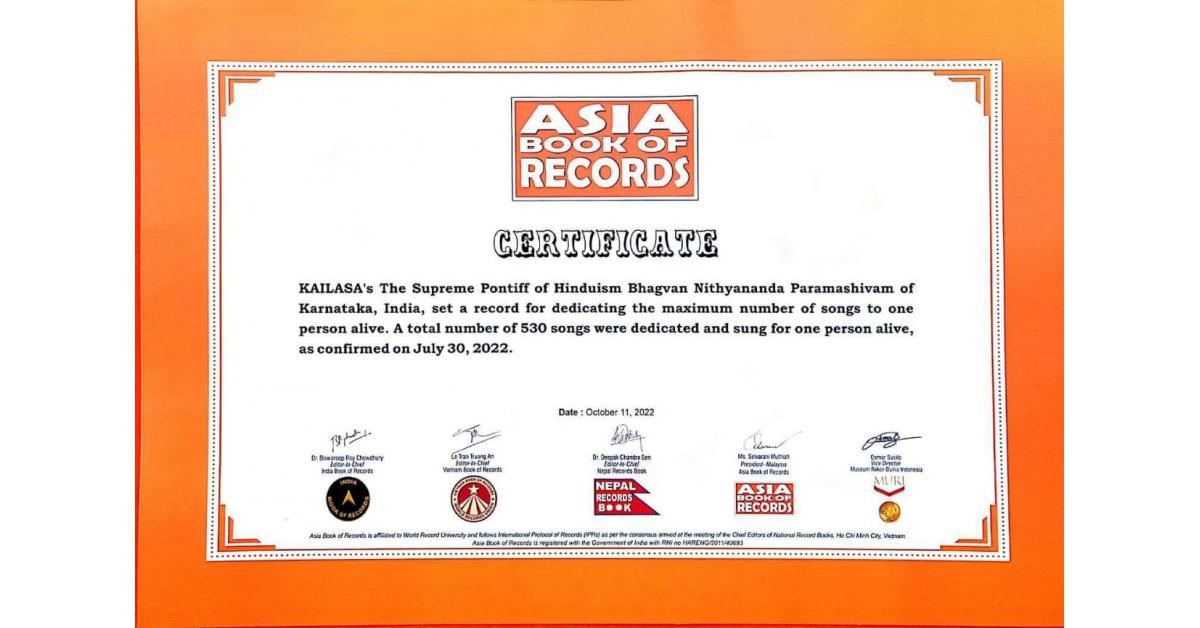 ASIA
BOOK OF
RECORDS
CERTIFICATE
KAILASA's The Supreme Pontiff of Hinduism Bhagvan Nithyananda Paramashivam of
Karnataka, India, set a record for dedicating the maximum number of songs to one
person alive. A total number of 530 songs were dedicated and sung for one person alive,
as confirmed on July 30, 2022.
Date : October 11, 2022
Dr. Biswaroop Roy Chowdhury
Editor-in-Chief
India Book of Records
Le Tran Truong An
Editor-in-Chief
Vietnam Book of Records
Dr. Deepak Chandra Sen
Editor-in-Chief
Nepal Records Book
Ms. Selvarani Muthiah
President- Malaysia
Asia Book of Records
Osmar Susilo
Vice Director
Museum Rekor-Dunia Indonesia
INDIA
BOOK OF RECORDS
NEPAL
RECORDS
B●●K
ASIA
BOOK OF
RECORDS
MURI
Asia Book of Records is affiliated to World Record University and follows International Protocol of Records (IPRs) as per the consensus arrived at the meeting of the Chief Editors of National Record Books, Ho Chi Minh City, Vietnam.
Asia Book of Records is registered with the Government of India with RNI no HARENG/2011/40693